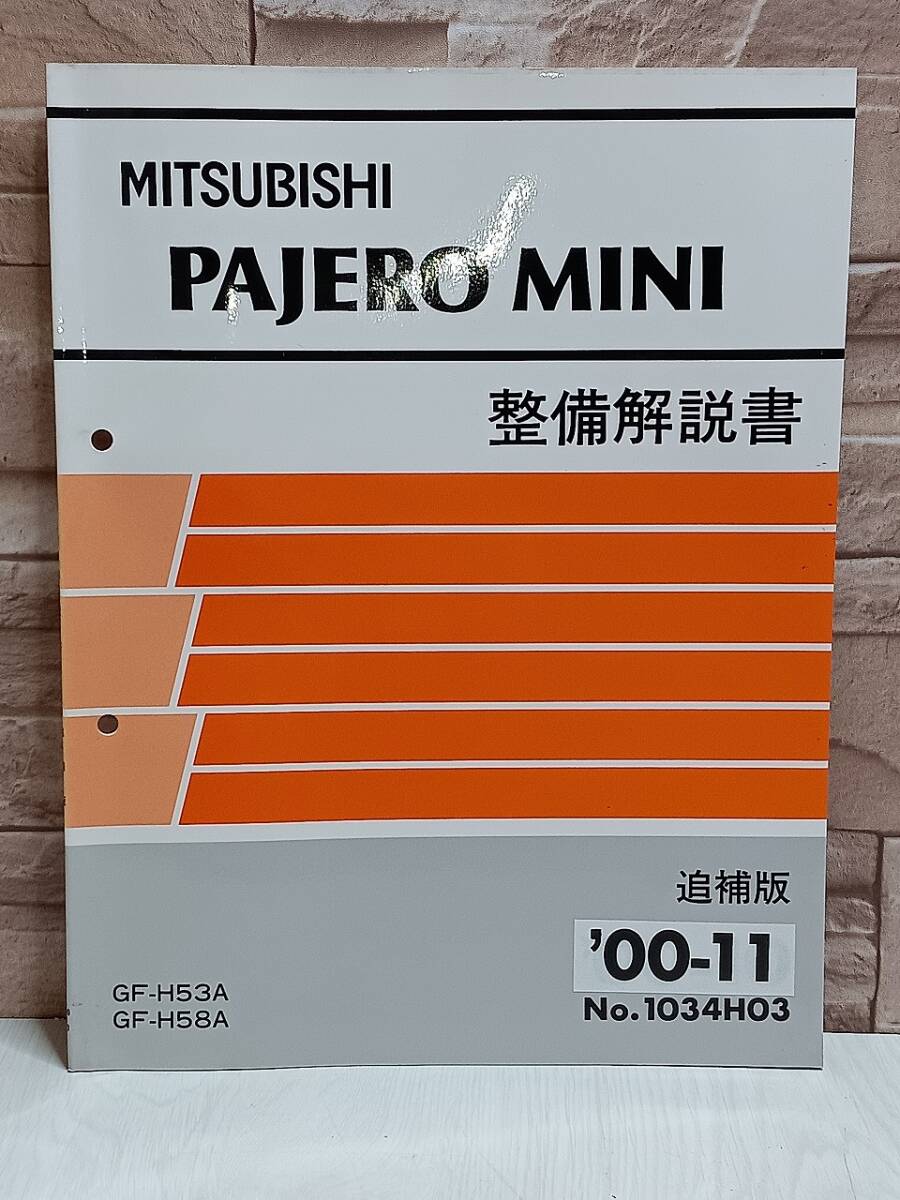 MITSUBISHI
PAJERO MINI
整備解説書
追補版
'00-11
No.1034H03
GF-H53A
GF-H58A